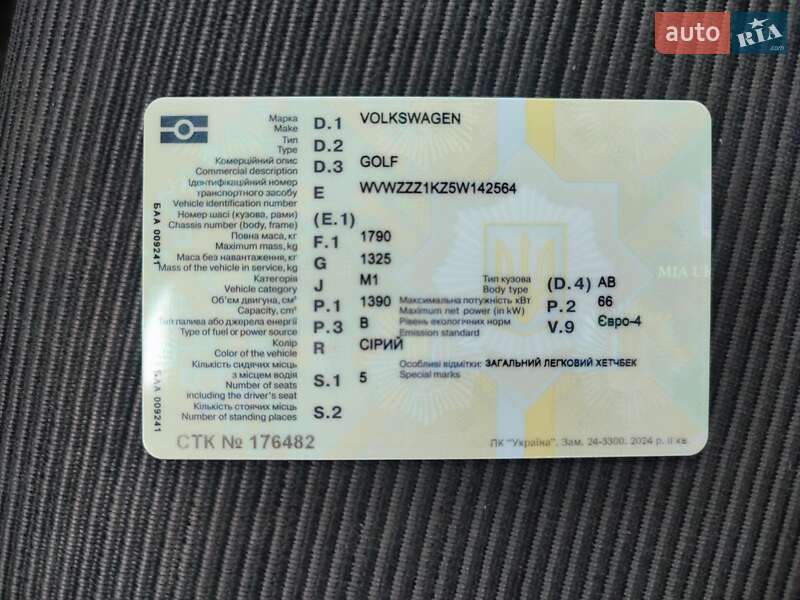 auto RIA.com
Марка D.1 VOLKSWAGEN
Make
Тип D.2
Type
Комерційний опис D.3 GOLF
Commercial description
Ідентифікаційний номер
транспортного засобу E WVWZZZ1KZ5W142564
Vehicle identification number
Номер шасі (кузова, рами) (E.1)
Chassis number (body, frame)
Повна маса, кг F.1 1790
Maximum mass, kg
Маса без навантаження, кг G 1325
Mass of the vehicle in service, kg
Категорія J M1 Тип кузова (D.4) AB
Vehicle category Body type
Об'єм двигуна, см³ P.1 1390 Максимальна потужність кВт P.2 66
Capacity, cm³ Maximum net power (in kW)
Тип палива або джерела енергії P.3 B Рівень екологічних норм V.9 Євро-4
Type of fuel or power source Emission standard
Колір R СІРИЙ
Color of the vehicle
Кількість сидячих місць Особливі відмітки: ЗАГАЛЬНИЙ ЛЕГКОВИЙ ХЕТЧБЕК
з місцем водія S.1 5 Special marks
Number of seats
including the driver's seat
Кількість стоячих місць S.2
Number of standing places
СТК № 176482
ПК "Україна". Зам. 24-3300. 2024 р. II кв.
БАА 009241
БАА 009241